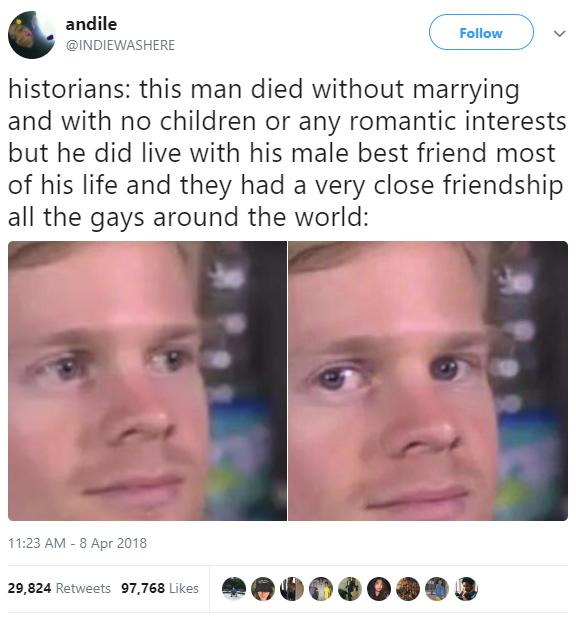 andile
@INDIEWASHERE
Follow
historians: this man died without marrying
and with no children or any romantic interests
but he did live with his male best friend most
of his life and they had a very close friendship
all the gays around the world:
11:23 AM - 8 Apr 2018
29,824 Retweets 97,768 Likes